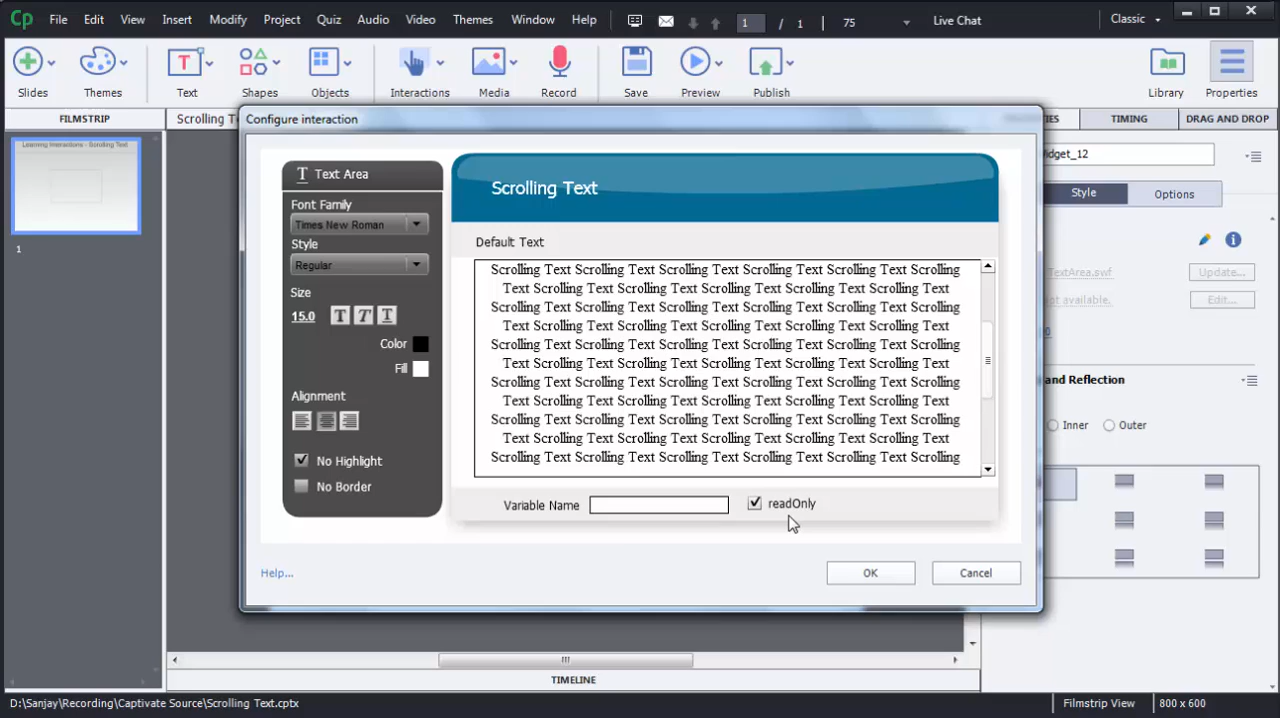 Cp File Edit View Insert Modify Project Quiz Audio Video Themes Window Help 1 / 1 75 Live Chat Classic
Slides Themes Text Shapes Objects Interactions Media Record Save Preview Publish Library Properties
FILMSTRIP
Scrolling Te
TIMING
DRAG AND DROP
Configure interaction
Learning Interactions - Scrolling Text
1
T Text Area
Font Family
Times New Roman
Style
Regular
Size
15.0 T T T
Color
Fill
Alignment
No Highlight
No Border
Scrolling Text
Default Text
Scrolling Text Scrolling Text Scrolling Text Scrolling Text Scrolling Text Scrolling
Text Scrolling Text Scrolling Text Scrolling Text Scrolling Text Scrolling Text
Scrolling Text Scrolling Text Scrolling Text Scrolling Text Scrolling Text Scrolling
Text Scrolling Text Scrolling Text Scrolling Text Scrolling Text Scrolling Text
Scrolling Text Scrolling Text Scrolling Text Scrolling Text Scrolling Text Scrolling
Text Scrolling Text Scrolling Text Scrolling Text Scrolling Text Scrolling Text
Scrolling Text Scrolling Text Scrolling Text Scrolling Text Scrolling Text Scrolling
Text Scrolling Text Scrolling Text Scrolling Text Scrolling Text Scrolling Text
Scrolling Text Scrolling Text Scrolling Text Scrolling Text Scrolling Text Scrolling
Text Scrolling Text Scrolling Text Scrolling Text Scrolling Text Scrolling Text
Scrolling Text Scrolling Text Scrolling Text Scrolling Text Scrolling Text Scrolling
Variable Name
readOnly
Help...
OK
Cancel
idget_12
Style
Options
TextArea.swf
Update...
available.
Edit...
and Reflection
Inner
Outer
TIMELINE
D:\Sanjay\Recording\Captivate Source\Scrolling Text.cptx
Filmstrip View
800 x 600